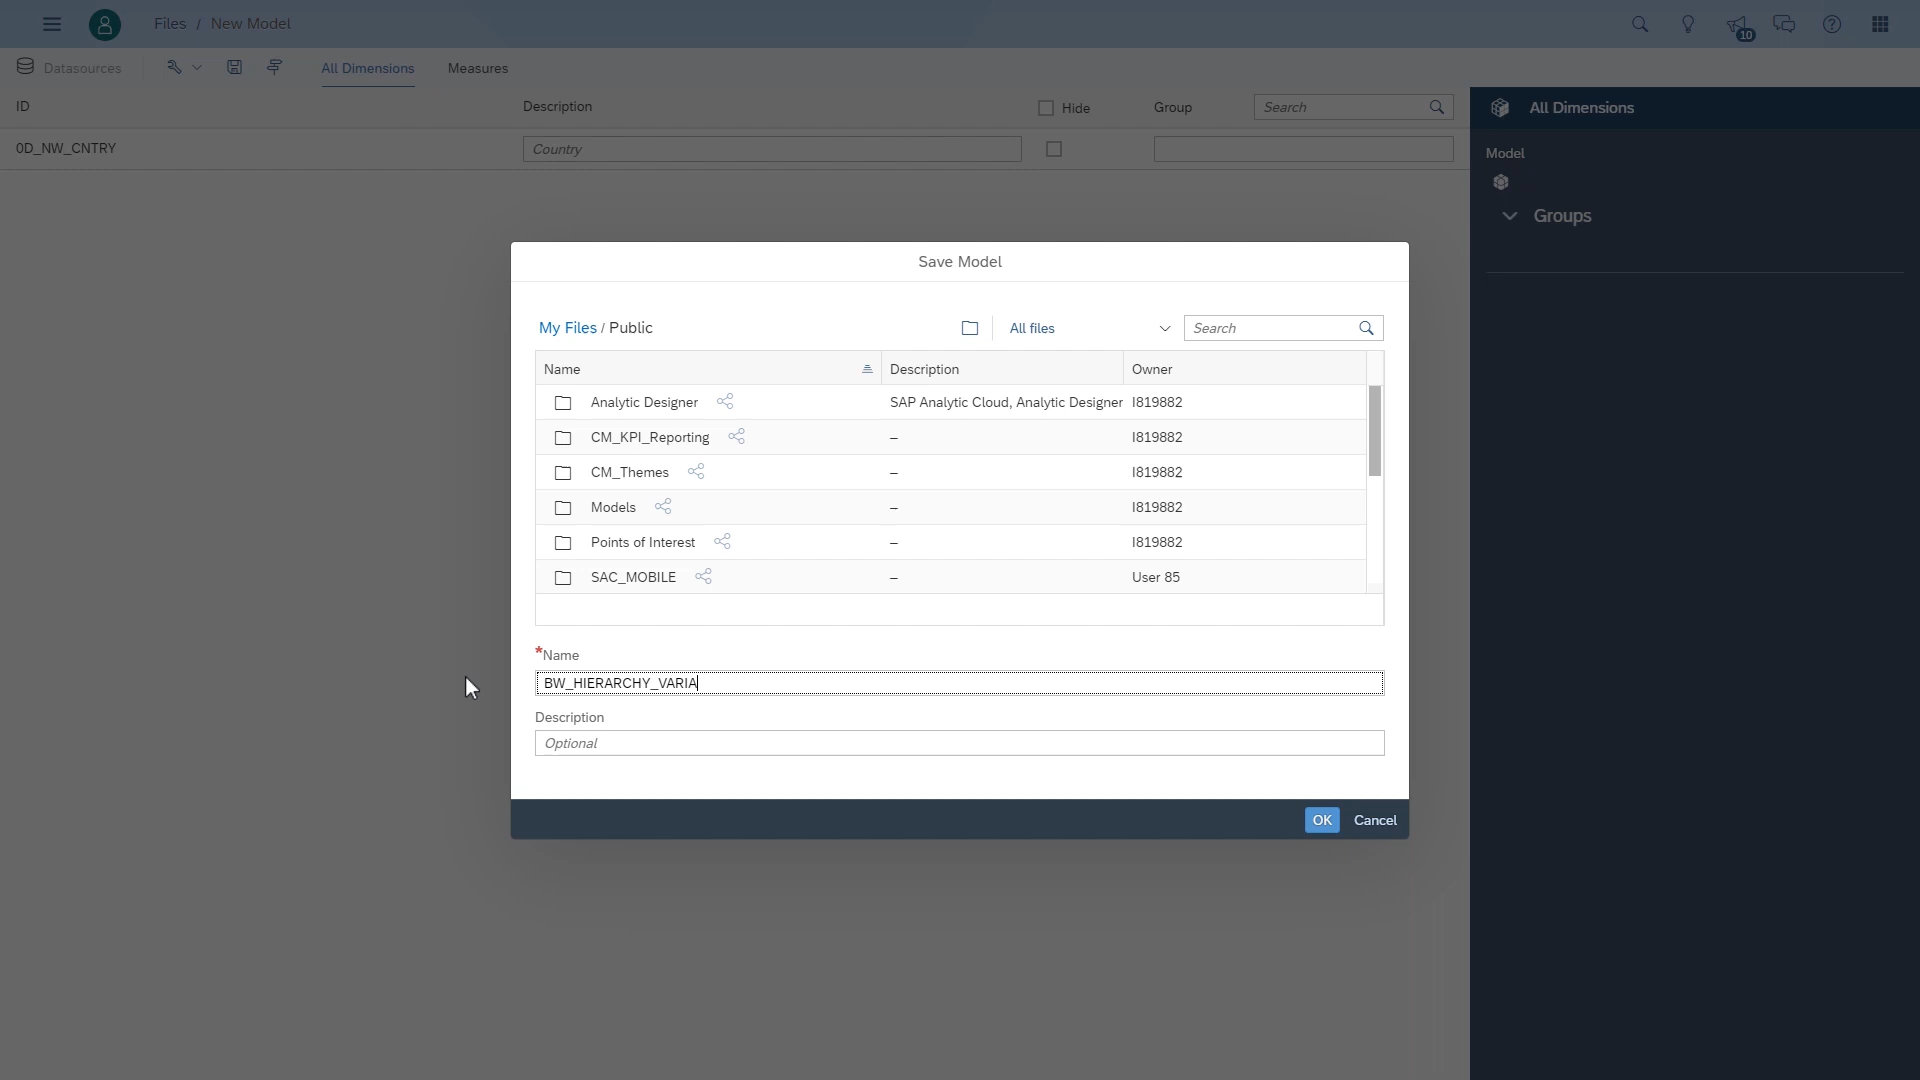 Files / New Model
10
Datasources
All Dimensions
Measures
ID
Description
Hide
Group
Search
All Dimensions
0D_NW_CNTRY
Country
Model
Groups
Save Model
My Files / Public
All files
Search
Name
Description
Owner
Analytic Designer
SAP Analytic Cloud, Analytic Designer
I819882
CM_KPI_Reporting
–
I819882
CM_Themes
–
I819882
Models
–
I819882
Points of Interest
–
I819882
SAC_MOBILE
–
User 85
*Name
BW_HIERARCHY_VARIA
Description
Optional
OK
Cancel